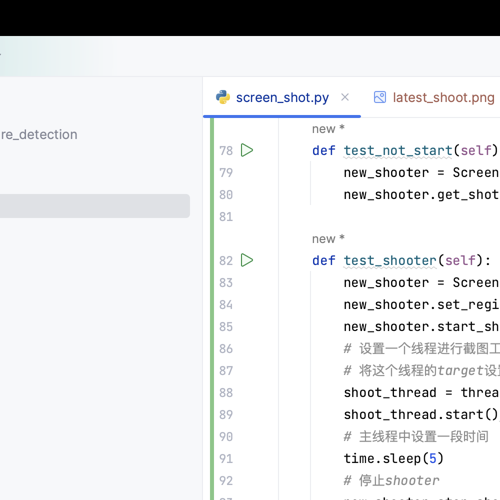 screen_shot.py
latest_shoot.png
re_detection
new *
78 def test_not_start(self)
79 new_shooter = Screen
80 new_shooter.get_shot
81
new *
82 def test_shooter(self):
83 new_shooter = Screen
84 new_shooter.set_regi
85 new_shooter.start_sh
86 # 设置一个线程进行截图工
87 # 将这个线程的target设置
88 shoot_thread = threa
89 shoot_thread.start()
90 # 主线程中设置一段时间
91 time.sleep(5)
92 # 停止shooter